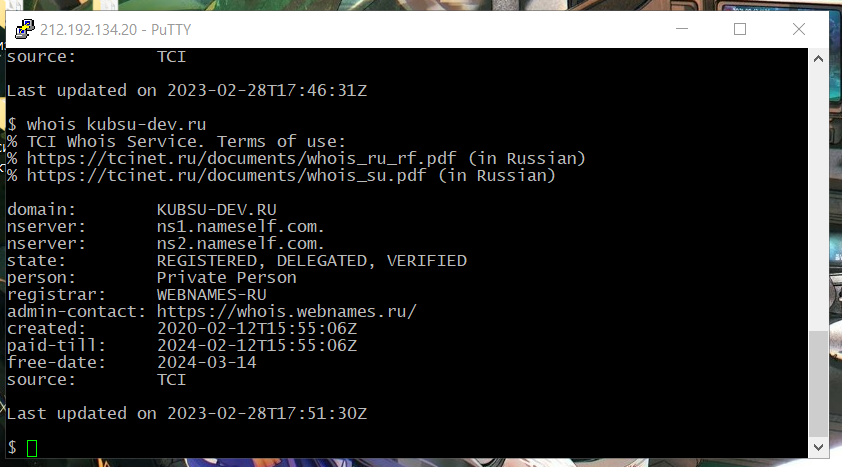 212.192.134.20 - PuTTY
source: TCI
Last updated on 2023-02-28T17:46:31Z
$ whois kubsu-dev.ru
% TCI Whois Service. Terms of use:
% https://tcinet.ru/documents/whois_ru_rf.pdf (in Russian)
% https://tcinet.ru/documents/whois_su.pdf (in Russian)
domain: KUBSU-DEV.RU
nserver: ns1.nameself.com.
nserver: ns2.nameself.com.
state: REGISTERED, DELEGATED, VERIFIED
person: Private Person
registrar: WEBNAMES-RU
admin-contact: https://whois.webnames.ru/
created: 2020-02-12T15:55:06Z
paid-till: 2024-02-12T15:55:06Z
free-date: 2024-03-14
source: TCI
Last updated on 2023-02-28T17:51:30Z
$